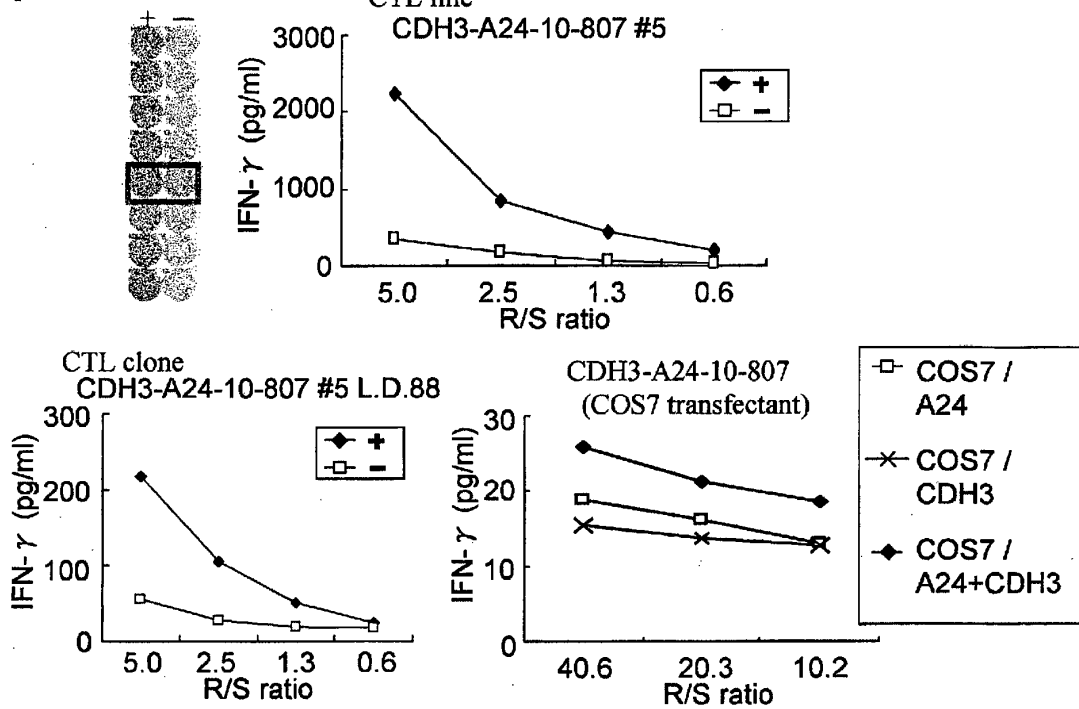 + −
CTL line
CDH3-A24-10-807 #5
3000
2000
1000
0
IFN-γ (pg/ml)
5.0 2.5 1.3 0.6
R/S ratio
+
−
CTL clone
CDH3-A24-10-807 #5 L.D.88
300
200
100
0
IFN-γ (pg/ml)
5.0 2.5 1.3 0.6
R/S ratio
+
−
CDH3-A24-10-807
(COS7 transfectant)
30
20
10
0
IFN-γ (pg/ml)
40.6 20.3 10.2
R/S ratio
COS7 /
A24
COS7 /
CDH3
COS7 /
A24+CDH3